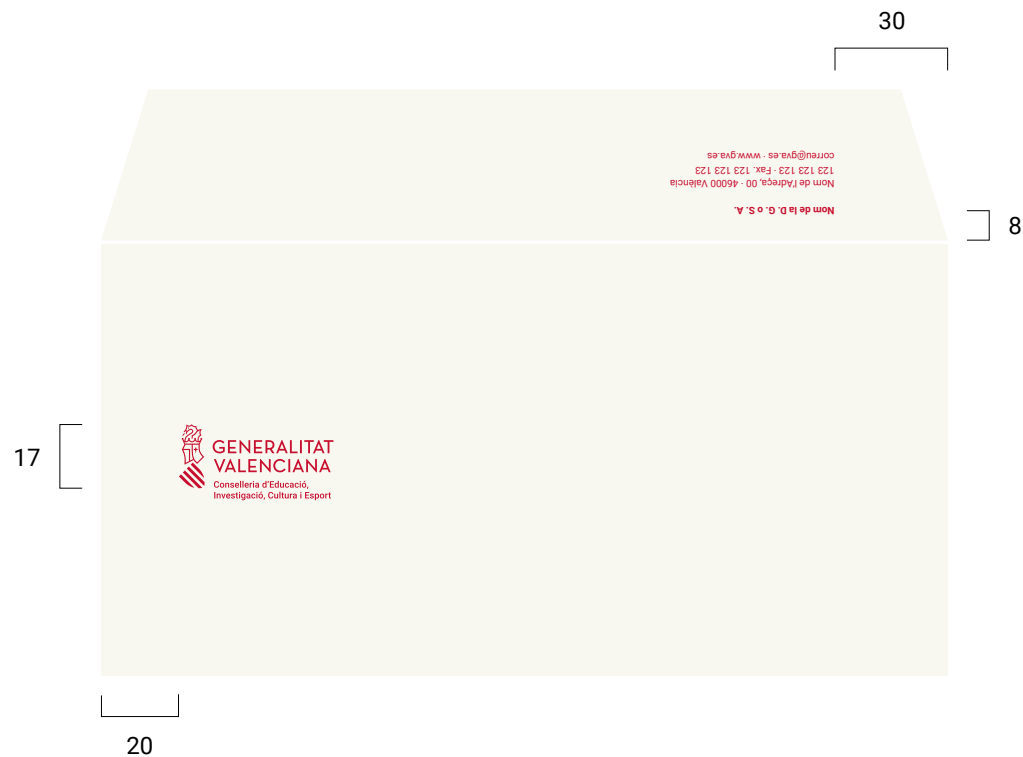 30
correu@gva.es · www.gva.es
123 123 123 · Fax. 123 123 123
Nom de l'Adreça, 00 · 46000 València
Nom de la D. G. o S. A.
8
17
GENERALITAT
VALENCIANA
Conselleria d'Educació,
Investigació, Cultura i Esport
20